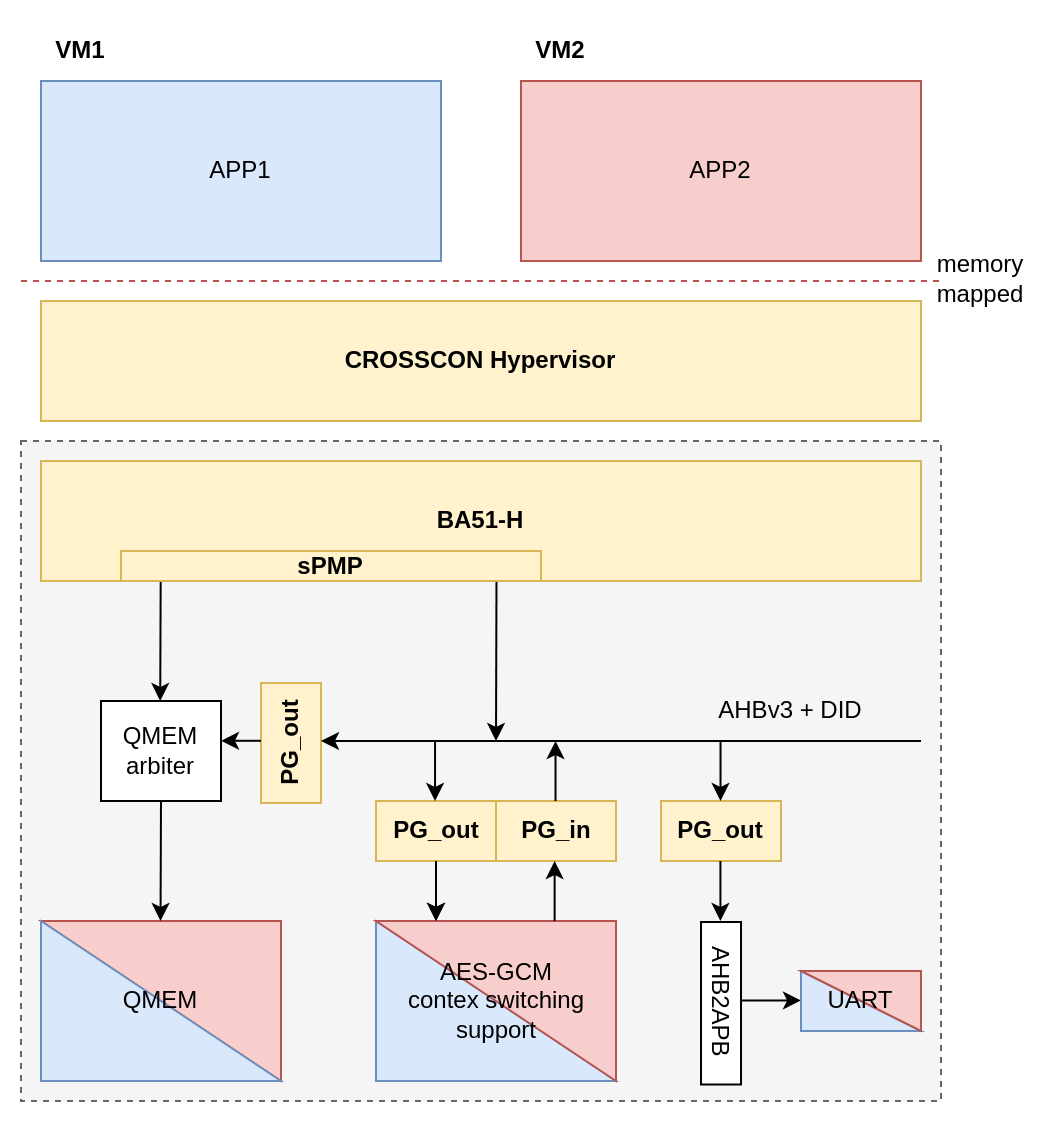 VM1
VM2
APP1
APP2
memory
mapped
CROSSCON Hypervisor
BA51-H
sPMP
AHBv3 + DID
QMEM
arbiter
PG_out
PG_out
PG_in
PG_out
QMEM
AES-GCM
contex switching
support
AHB2APB
UART